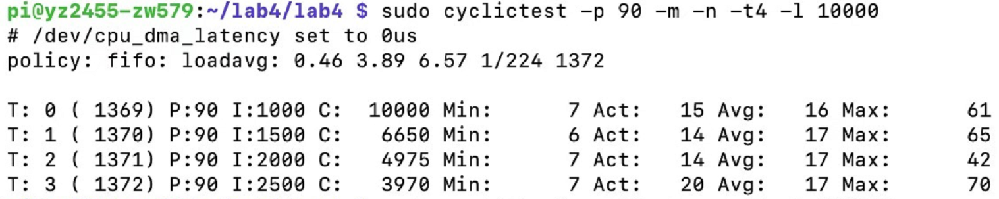 pi@yz2455-zw579:~/lab4/lab4 $ sudo cyclictest -p 90 -m -n -t4 -l 10000
# /dev/cpu_dma_latency set to 0us
policy: fifo: loadavg: 0.46 3.89 6.57 1/224 1372

T: 0 ( 1369) P:90 I:1000 C:  10000 Min:      7 Act:   15 Avg:   16 Max:      61
T: 1 ( 1370) P:90 I:1500 C:   6650 Min:      6 Act:   14 Avg:   17 Max:      65
T: 2 ( 1371) P:90 I:2000 C:   4975 Min:      7 Act:   14 Avg:   17 Max:      42
T: 3 ( 1372) P:90 I:2500 C:   3970 Min:      7 Act:   20 Avg:   17 Max:      70